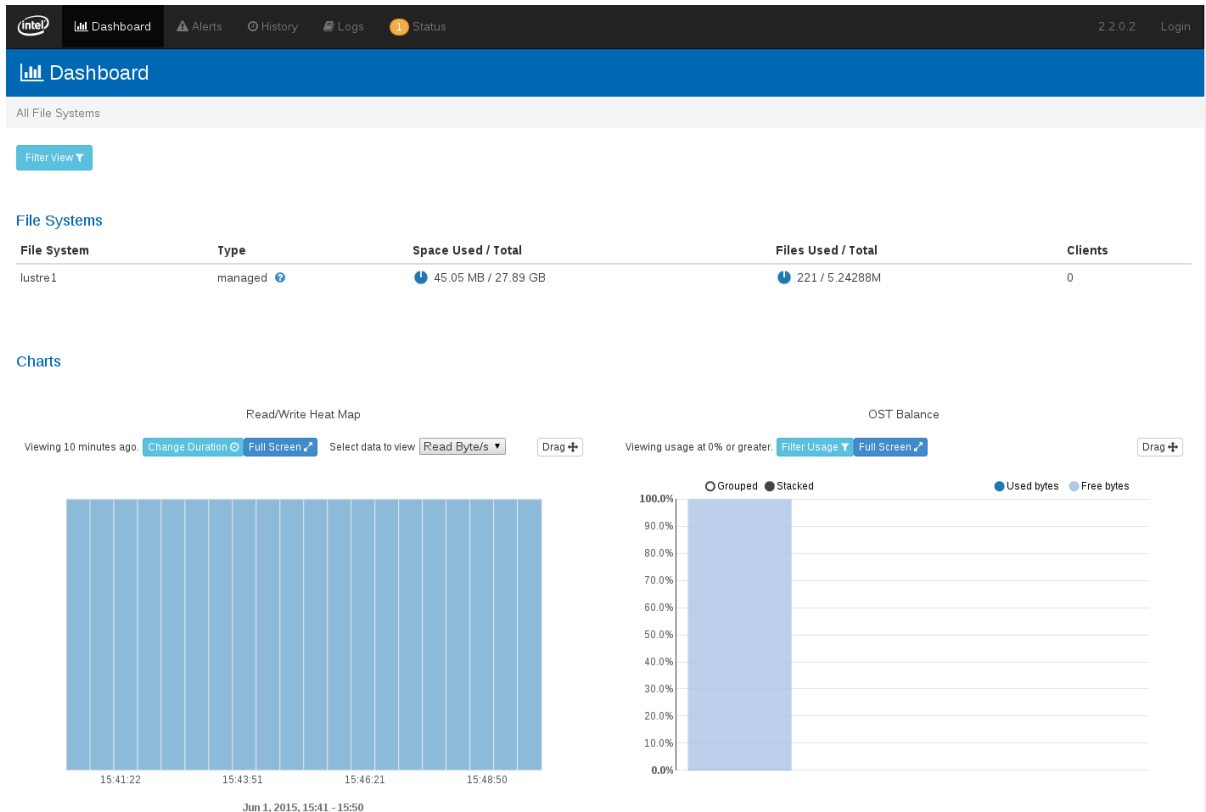 intel Dashboard Alerts History Logs 1 Status 2.2.0.2 Login
Dashboard
All File Systems
Filter View
File Systems
File System Type Space Used / Total Files Used / Total Clients
lustre1 managed ? 45.05 MB / 27.89 GB 221 / 5.24288M 0
Charts
Read/Write Heat Map
Viewing 10 minutes ago. Change Duration Full Screen Select data to view Read Byte/s Drag
15:41:22 15:43:51 15:46:21 15:48:50
Jun 1, 2015, 15:41 - 15:50
OST Balance
Viewing usage at 0% or greater. Filter Usage Full Screen Drag
Grouped Stacked Used bytes Free bytes
100.0%
90.0%
80.0%
70.0%
60.0%
50.0%
40.0%
30.0%
20.0%
10.0%
0.0%